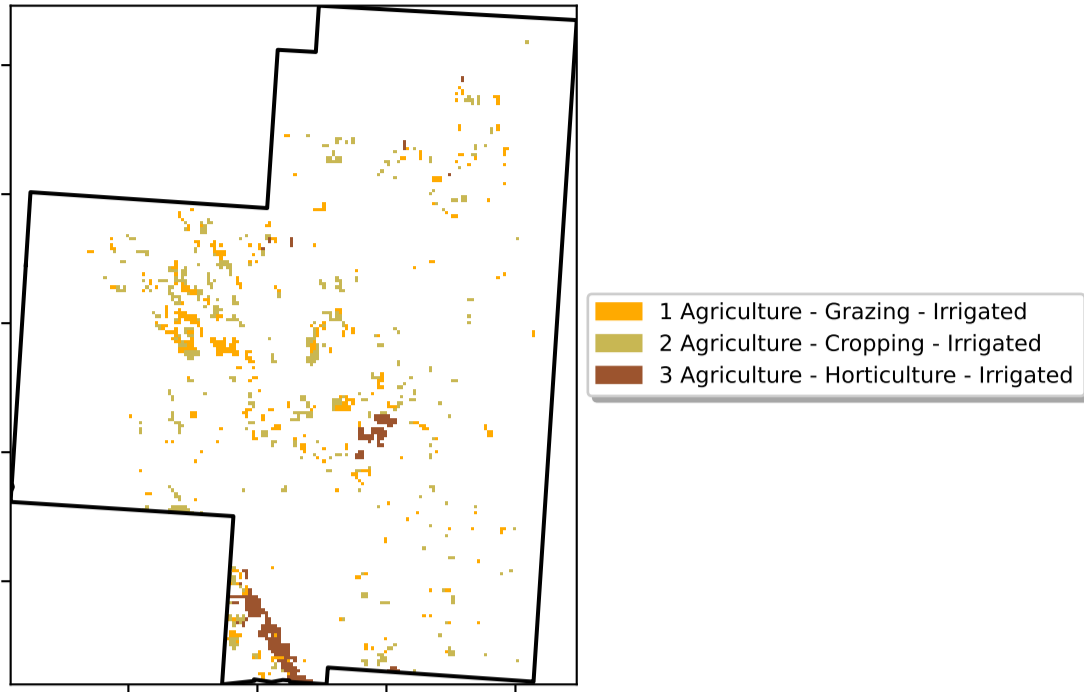 1 Agriculture - Grazing - Irrigated
2 Agriculture - Cropping - Irrigated
3 Agriculture - Horticulture - Irrigated